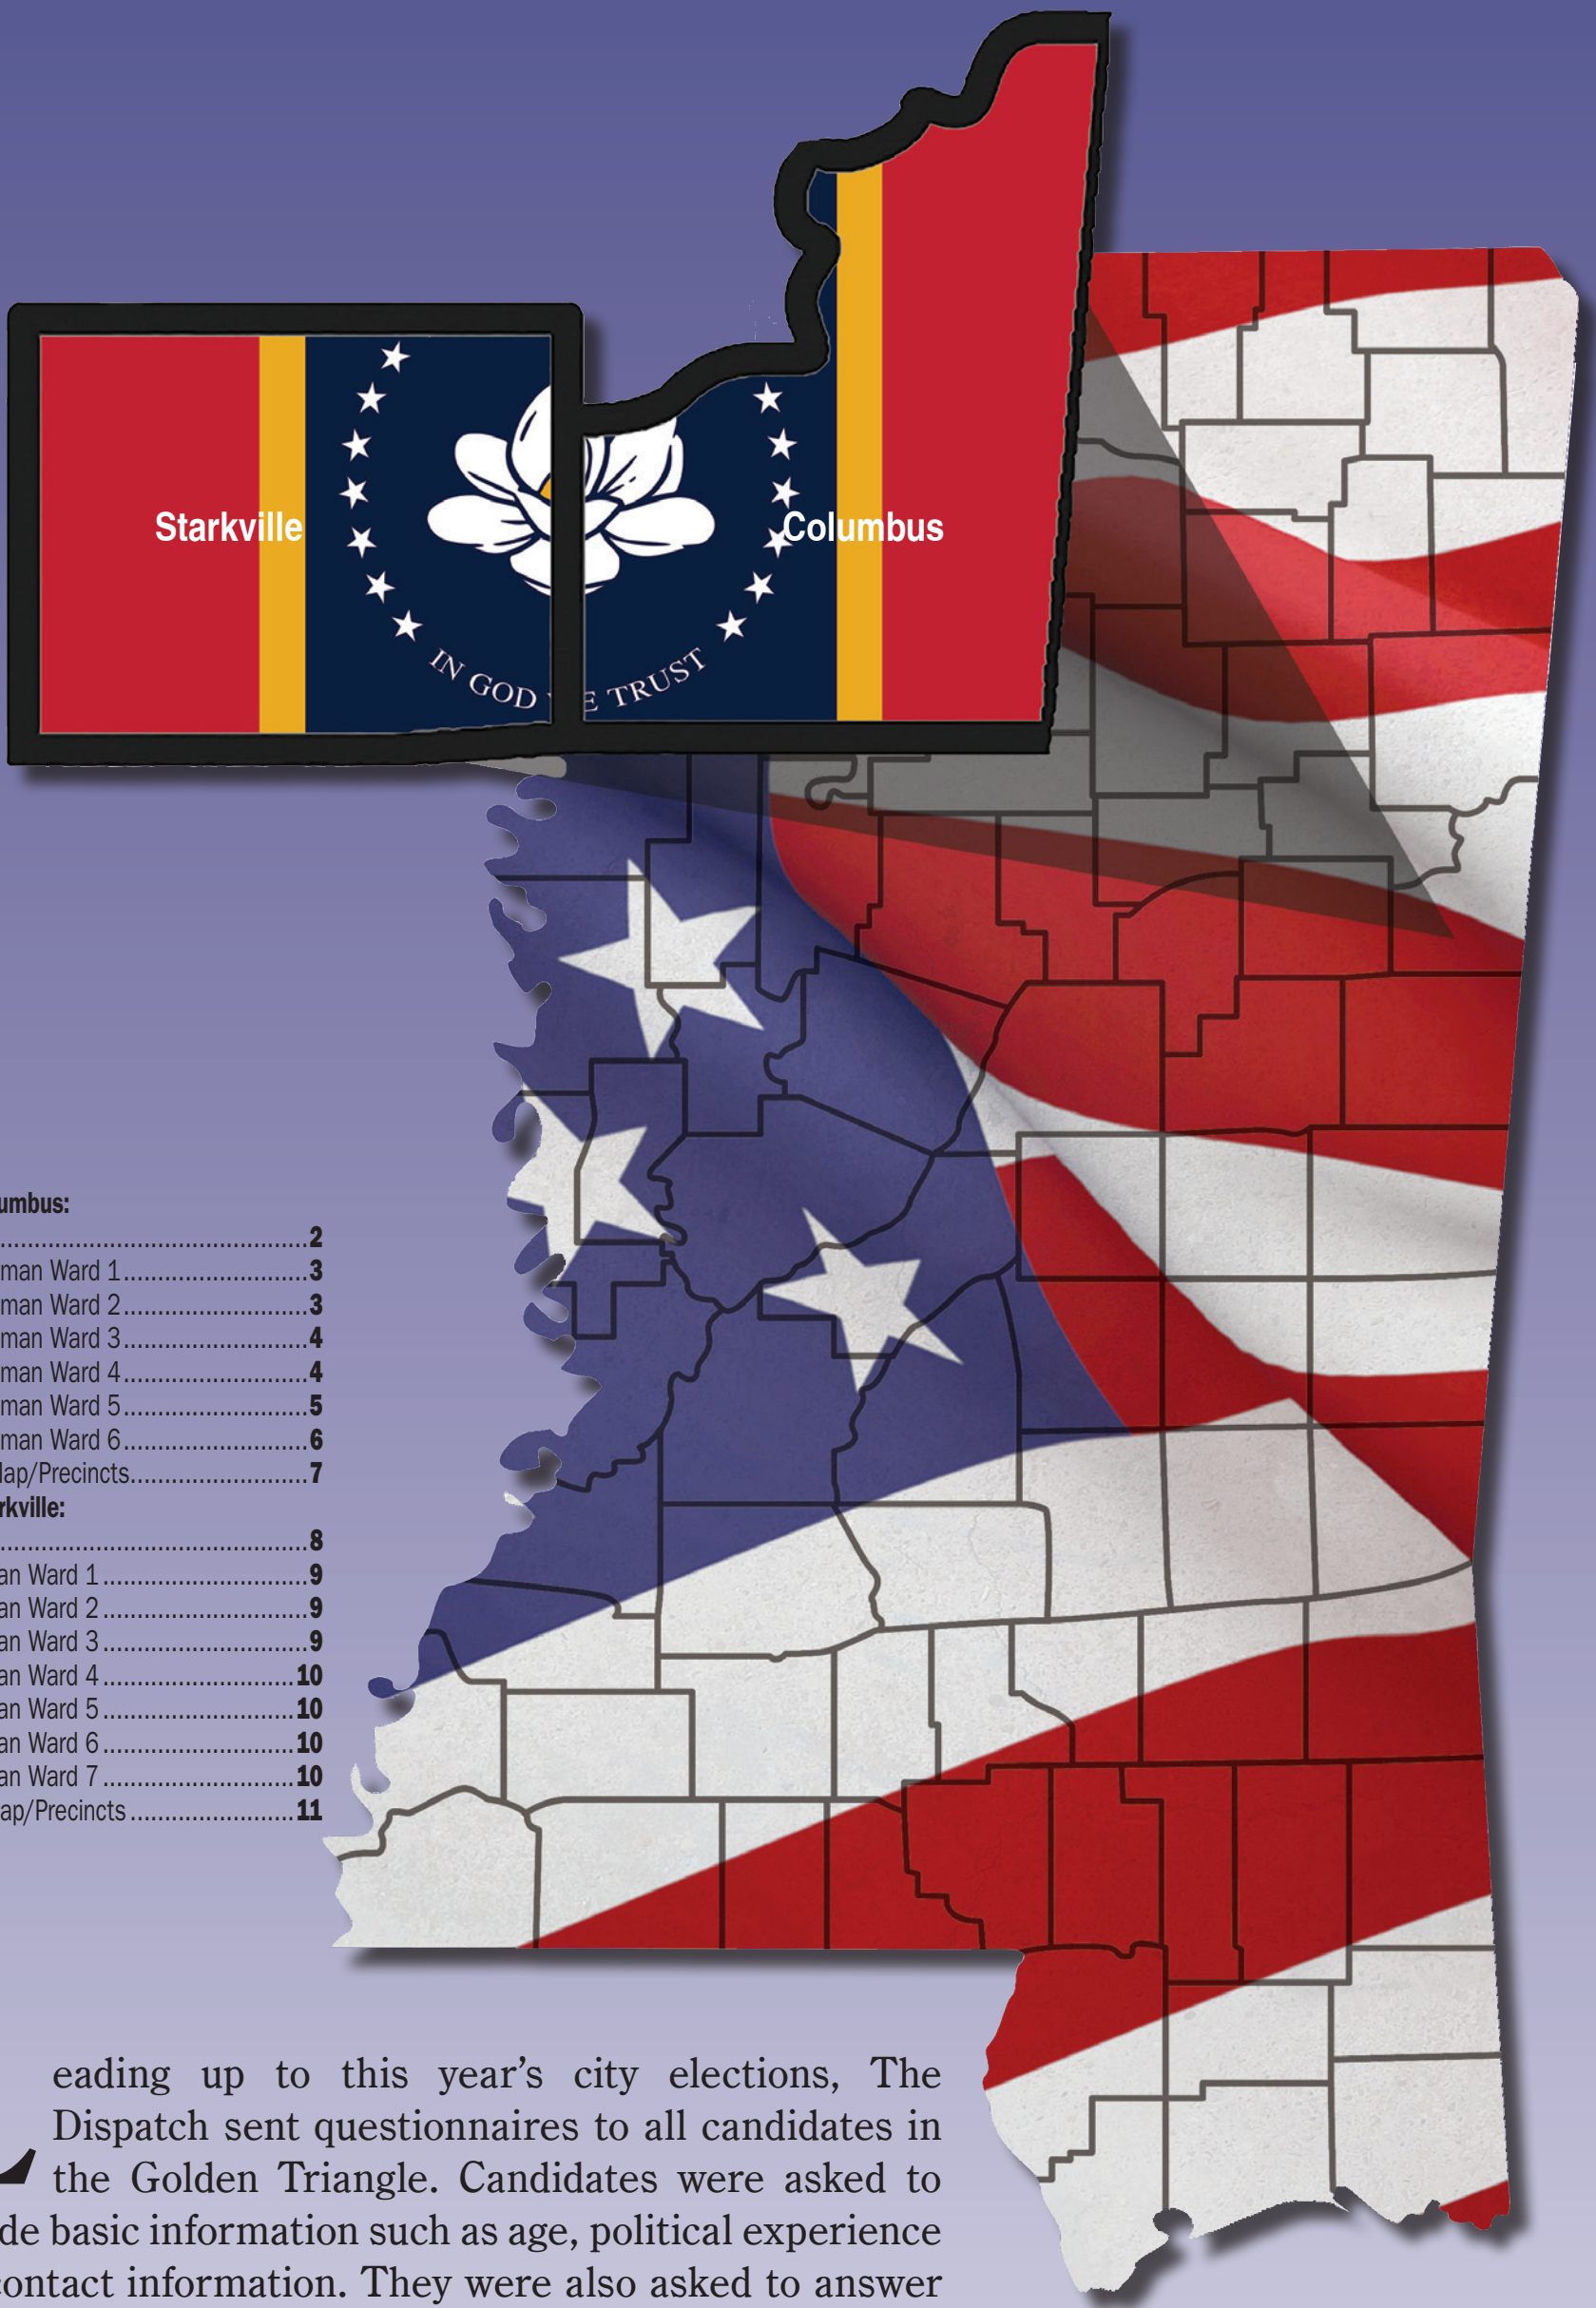 Starkville
Columbus
IN GOD WE TRUST
umbus:
........................................2
man Ward 1...........................3
man Ward 2...........................3
man Ward 3...........................4
man Ward 4...........................4
man Ward 5...........................5
man Ward 6...........................6
ap/Precincts..........................7
rkville:
........................................8
an Ward 1............................9
an Ward 2............................9
an Ward 3............................9
an Ward 4............................10
an Ward 5............................10
an Ward 6............................10
an Ward 7............................10
ap/Precincts........................11
eading up to this year’s city elections, The
Dispatch sent questionnaires to all candidates in
the Golden Triangle. Candidates were asked to
de basic information such as age, political experience
contact information. They were also asked to answer